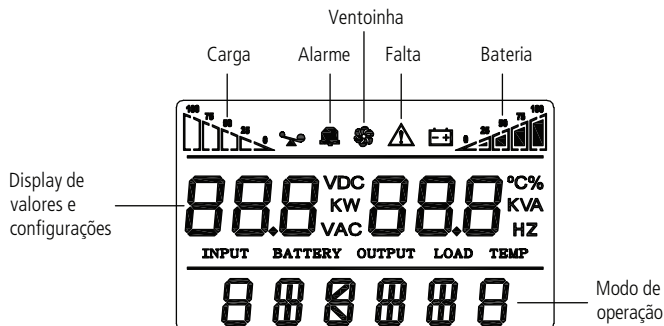 Ventoinha
Carga Alarme Falta Bateria
100 75 50 25 0 0 25 50 75 100
Display de
valores e
configurações
88.8 VDC KW VAC 88.8 °C% KVA HZ
INPUT BATTERY OUTPUT LOAD TEMP
Modo de
operação